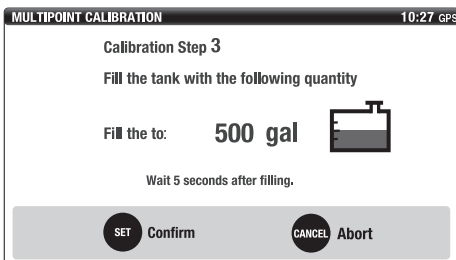 MULTIPOINT CALIBRATION 10:27 GPS
Calibration Step 3
Fill the tank with the following quantity
Fill the to: 500 gal
Wait 5 seconds after filling.
SET Confirm CANCEL Abort